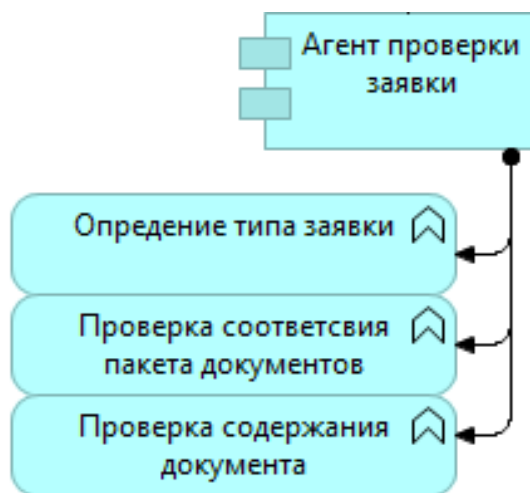 Агент проверки
заявки
Опредение типа заявки
Проверка соответсвия
пакета документов
Проверка содержания
документа